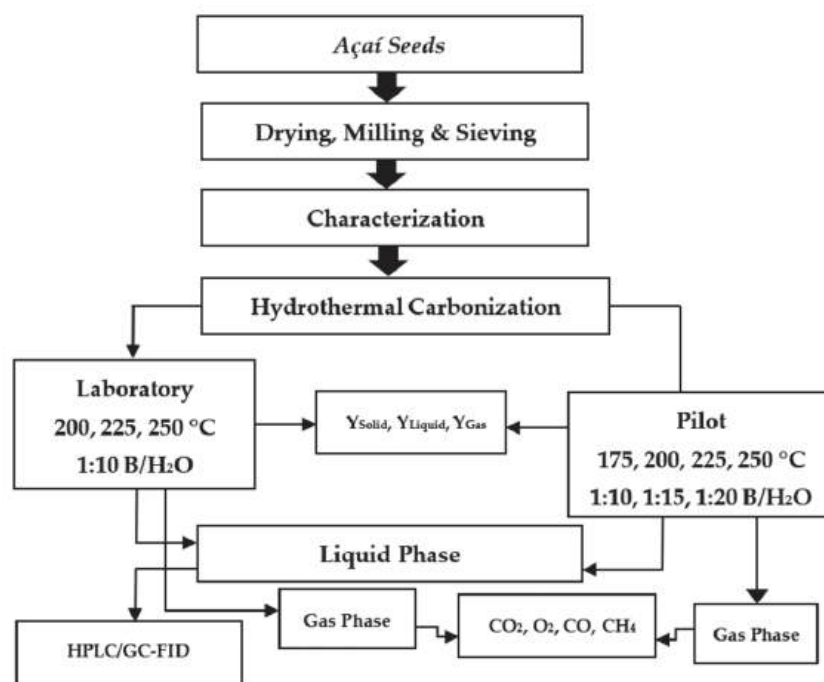 Açaí Seeds
Drying, Milling & Sieving
Characterization
Hydrothermal Carbonization
Laboratory
200, 225, 250 °C
1:10 B/H₂O
YSolid, YLiquid, YGas
Pilot
175, 200, 225, 250 °C
1:10, 1:15, 1:20 B/H₂O
Liquid Phase
HPLC/GC-FID
Gas Phase
CO₂, O₂, CO, CH₄
Gas Phase